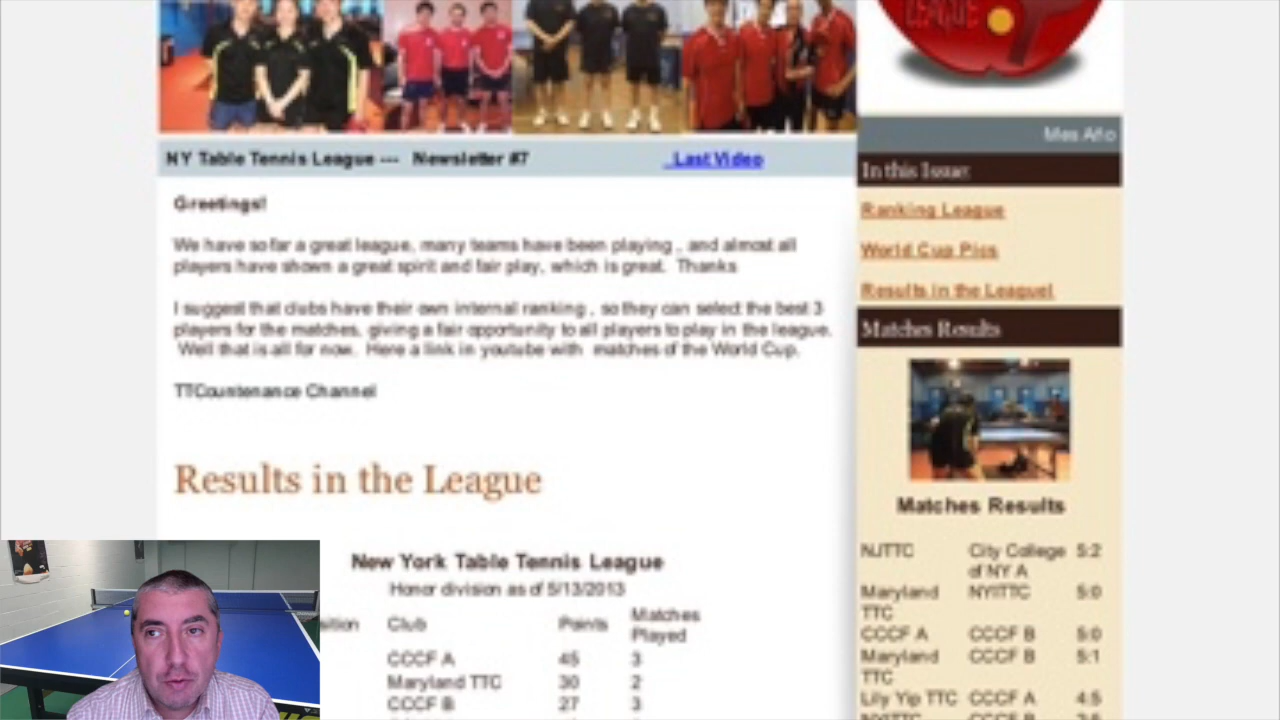 LEAGUE
NY Table Tennis League --- Newsletter #7 Last Video
Greetings!
We have so far a great league, many teams have been playing , and almost all
players have shown a great spirit and fair play, which is great. Thanks
I suggest that clubs have their own internal ranking , so they can select the best 3
players for the matches, giving a fair opportunity to all players to play in the league.
Well that is all for now. Here a link in youtube with matches of the World Cup.
TTCountenance Channel
Results in the League
New York Table Tennis League
Honor division as of 5/13/2013
Club Points Matches
Played
CCCF A 45 3
Maryland TTC 30 2
CCCF B 27 3
In this Issue:
Ranking League
World Cup Pics
Results in the League!
Matches Results
Matches Results
NJTTC City College 5:2
of NY A
Maryland NYITTC 5:0
TTC
CCCF A CCCF B 5:0
Maryland CCCF B 5:1
TTC
Lily Yip TTC CCCF A 4:5
NYITTC CCCF B